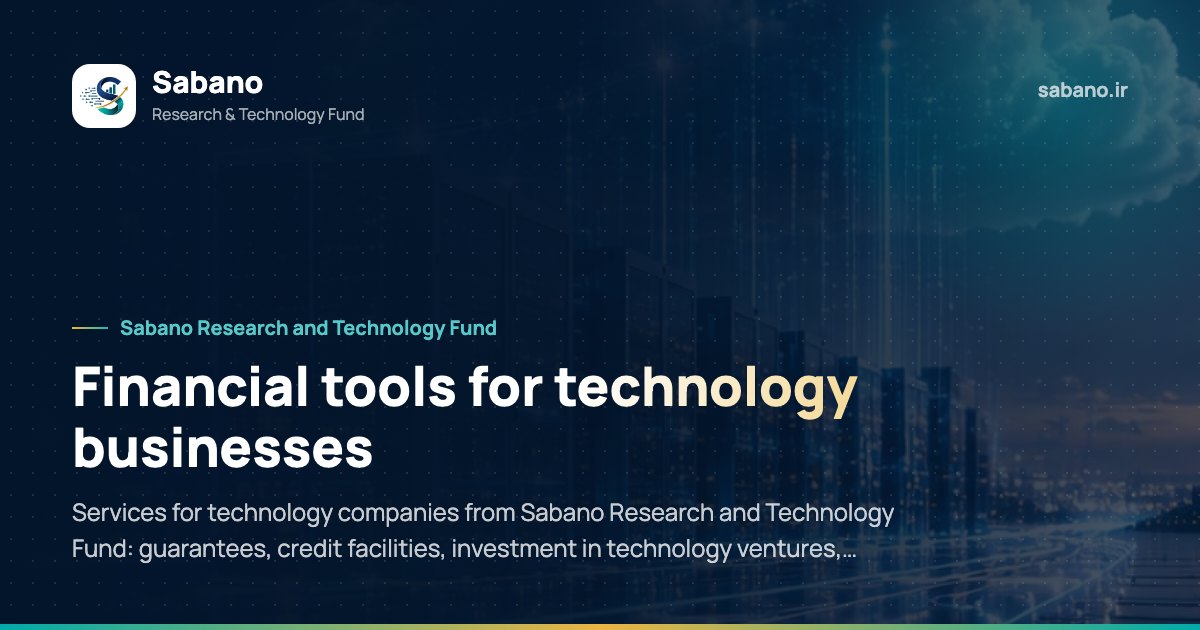 Sabano
Research & Technology Fund
sabano.ir
Sabano Research and Technology Fund
Financial tools for technology
businesses
Services for technology companies from Sabano Research and Technology
Fund: guarantees, credit facilities, investment in technology ventures,...